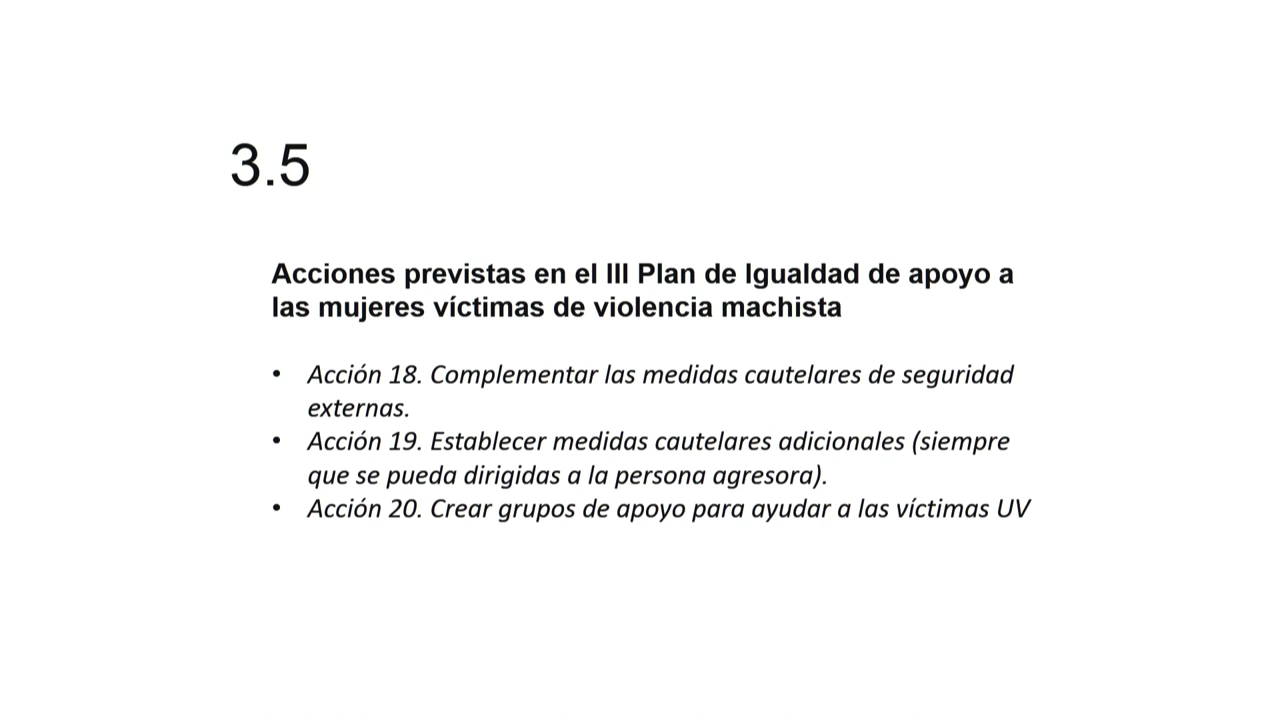 3.5
Acciones previstas en el III Plan de Igualdad de apoyo a
las mujeres víctimas de violencia machista
• Acción 18. Complementar las medidas cautelares de seguridad
externas.
• Acción 19. Establecer medidas cautelares adicionales (siempre
que se pueda dirigidas a la persona agresora).
• Acción 20. Crear grupos de apoyo para ayudar a las víctimas UV